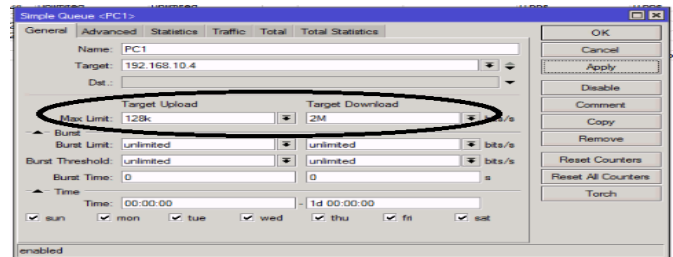 Simple Queue <PC1>
General Advanced Statistics Traffic Total Total Statistics
Name: PC1
Target: 192.168.10.4
Dst.:
Target Upload Target Download
Max Limit: 128k 2M bits/s
Burst
Burst Limit: unlimited unlimited bits/s
Burst Threshold: unlimited unlimited bits/s
Burst Time: 0 0 s
Time
Time: 00:00:00 - 1d 00:00:00
sun mon tue wed thu fri sat
enabled
OK
Cancel
Apply
Disable
Comment
Copy
Remove
Reset Counters
Reset All Counters
Torch